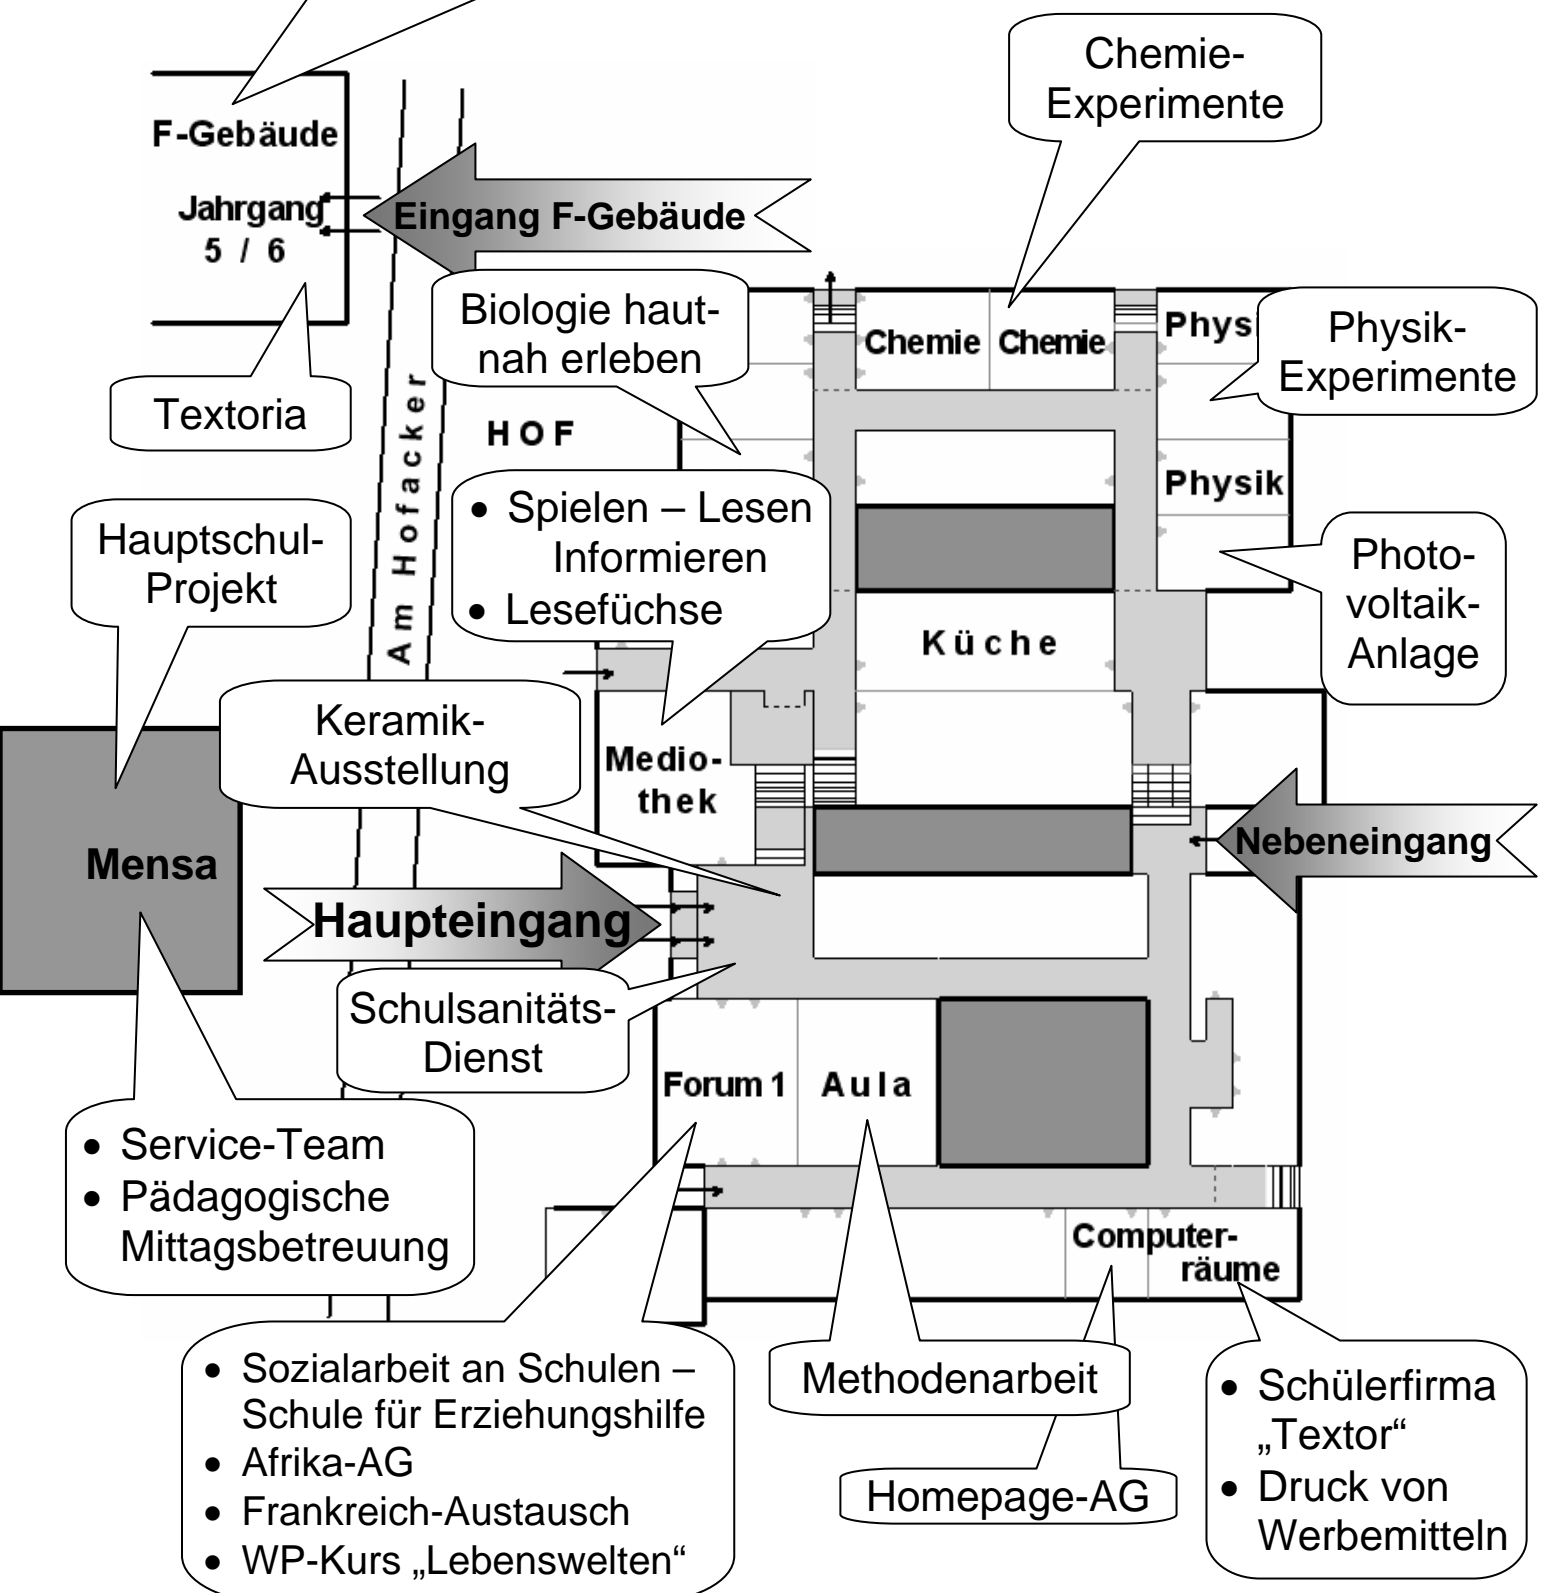 Chemie-
Experimente
F-Gebäude
Jahrgang
5 / 6
Eingang F-Gebäude
Biologie haut-
nah erleben
Chemie
Chemie
Phys
Physik-
Experimente
Textoria
HOF
Am Hofacker
Physik
• Spielen – Lesen
Informieren
• Lesefüchse
Hauptschul-
Projekt
Photo-
voltaik-
Anlage
Küche
Keramik-
Ausstellung
Medio-
thek
Mensa
Nebeneingang
Haupteingang
Schulsanitäts-
Dienst
Forum 1
Aula
• Service-Team
• Pädagogische
Mittagsbetreuung
Computer-
räume
• Sozialarbeit an Schulen –
Schule für Erziehungshilfe
• Afrika-AG
• Frankreich-Austausch
• WP-Kurs „Lebenswelten“
Methodenarbeit
Homepage-AG
• Schülerfirma
„Textor“
• Druck von
Werbemitteln